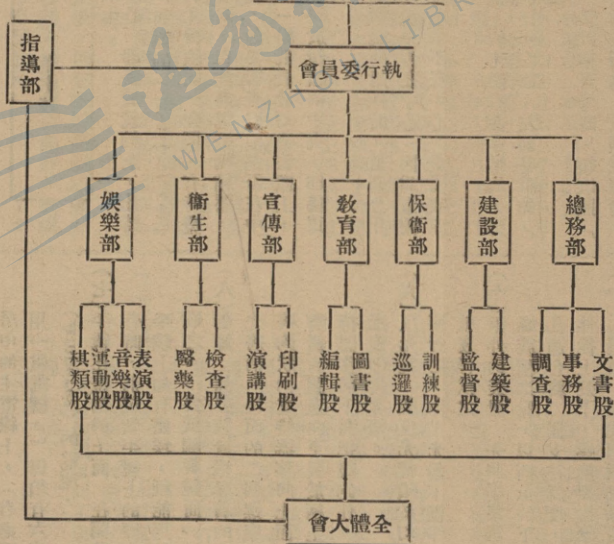 指導部
執行委員會
總務部
建設部
保衛部
教育部
宣傳部
衞生部
娛樂部
文書股
事務股
調查股
建築股
監督股
訓練股
巡邏股
圖書股
編輯股
印刷股
演講股
檢查股
醫藥股
表演股
音樂股
運動股
棋類股
全體大會
WENZHOU LIBR